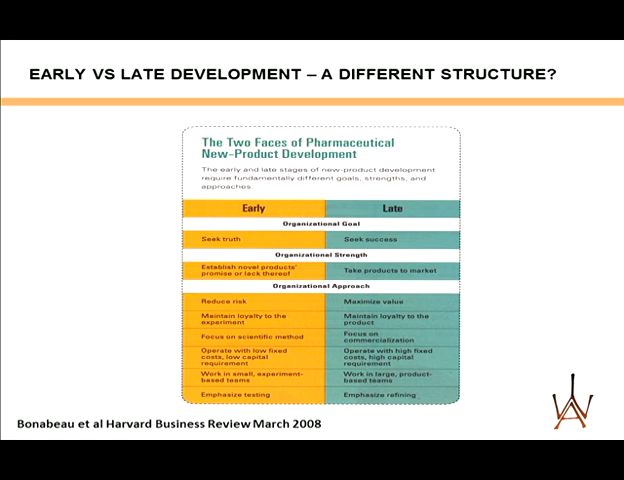 EARLY VS LATE DEVELOPMENT – A DIFFERENT STRUCTURE?
The Two Faces of Pharmaceutical
New-Product Development
The early and late stages of new-product development
require fundamentally different goals, strengths, and
approaches.
Early Late
Organizational Goal
Seek truth Seek success
Organizational Strength
Establish novel products'
promise or lack thereof
Take products to market
Organizational Approach
Reduce risk Maximize value
Maintain loyalty to the
experiment
Maintain loyalty to the
product
Focus on scientific method
Focus on
commercialization
Operate with low fixed
costs, low capital
requirement
Operate with high fixed
costs, high capital
requirement
Work in small, experiment-
based teams
Work in large, product-
based teams
Emphasize testing Emphasize refining
Bonabeau et al Harvard Business Review March 2008